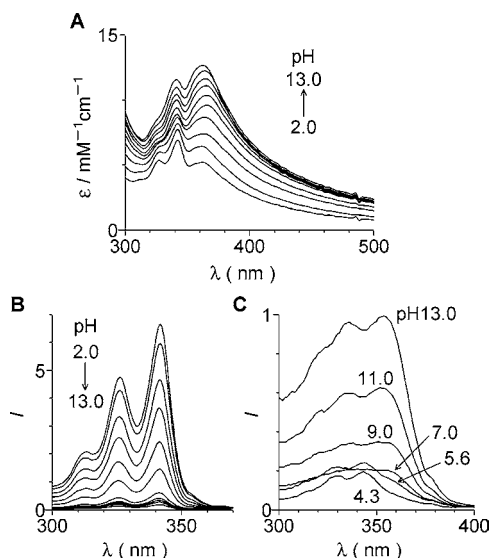 A
15
pH
13.0
2.0
ε / mM⁻¹cm⁻¹
0
300 400 500
λ ( nm )
B
pH
2.0
13.0
5
I
0
300 350
λ ( nm )
C
1
pH13.0
11.0
9.0
7.0
5.6
4.3
I
0
300 350 400
λ ( nm )